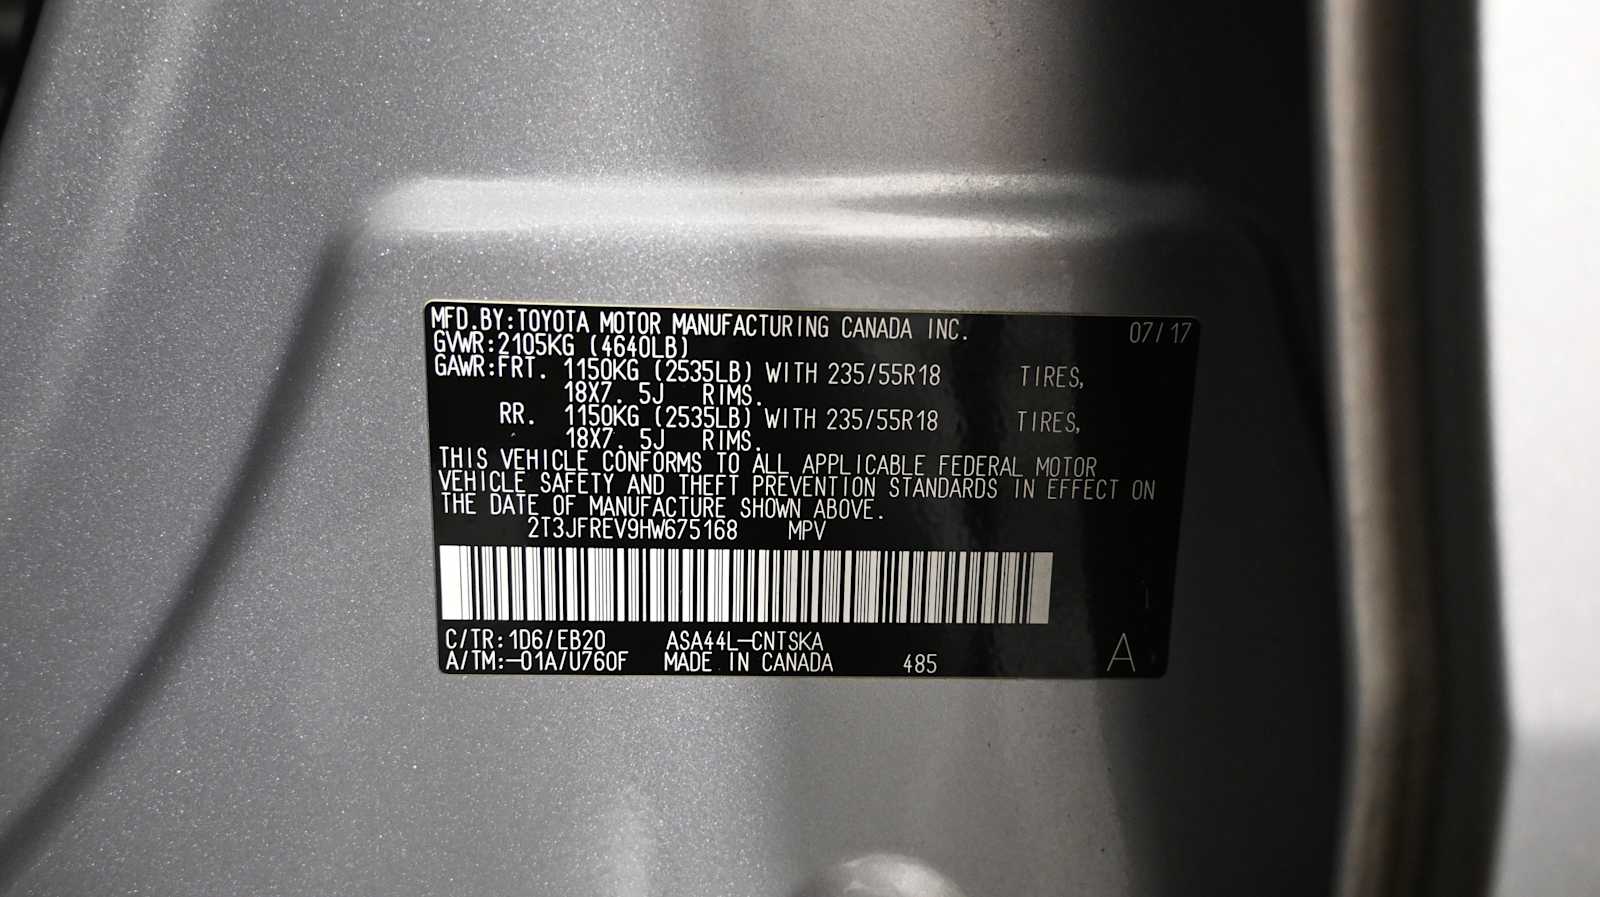 MFD.BY:TOYOTA MOTOR MANUFACTURING CANADA INC. 07/17
GVWR:2105KG (4640LB)
GAWR:FRT. 1150KG (2535LB) WITH 235/55R18 TIRES,
18X7. 5J RIMS.
RR. 1150KG (2535LB) WITH 235/55R18 TIRES,
18X7. 5J RIMS.
THIS VEHICLE CONFORMS TO ALL APPLICABLE FEDERAL MOTOR
VEHICLE SAFETY AND THEFT PREVENTION STANDARDS IN EFFECT ON
THE DATE OF MANUFACTURE SHOWN ABOVE.
2T3JFREV9HW675168 MPV
C/TR:1D6/EB20 ASA44L-CNTSKA
A/TM:-01A/U760F MADE IN CANADA 485 A